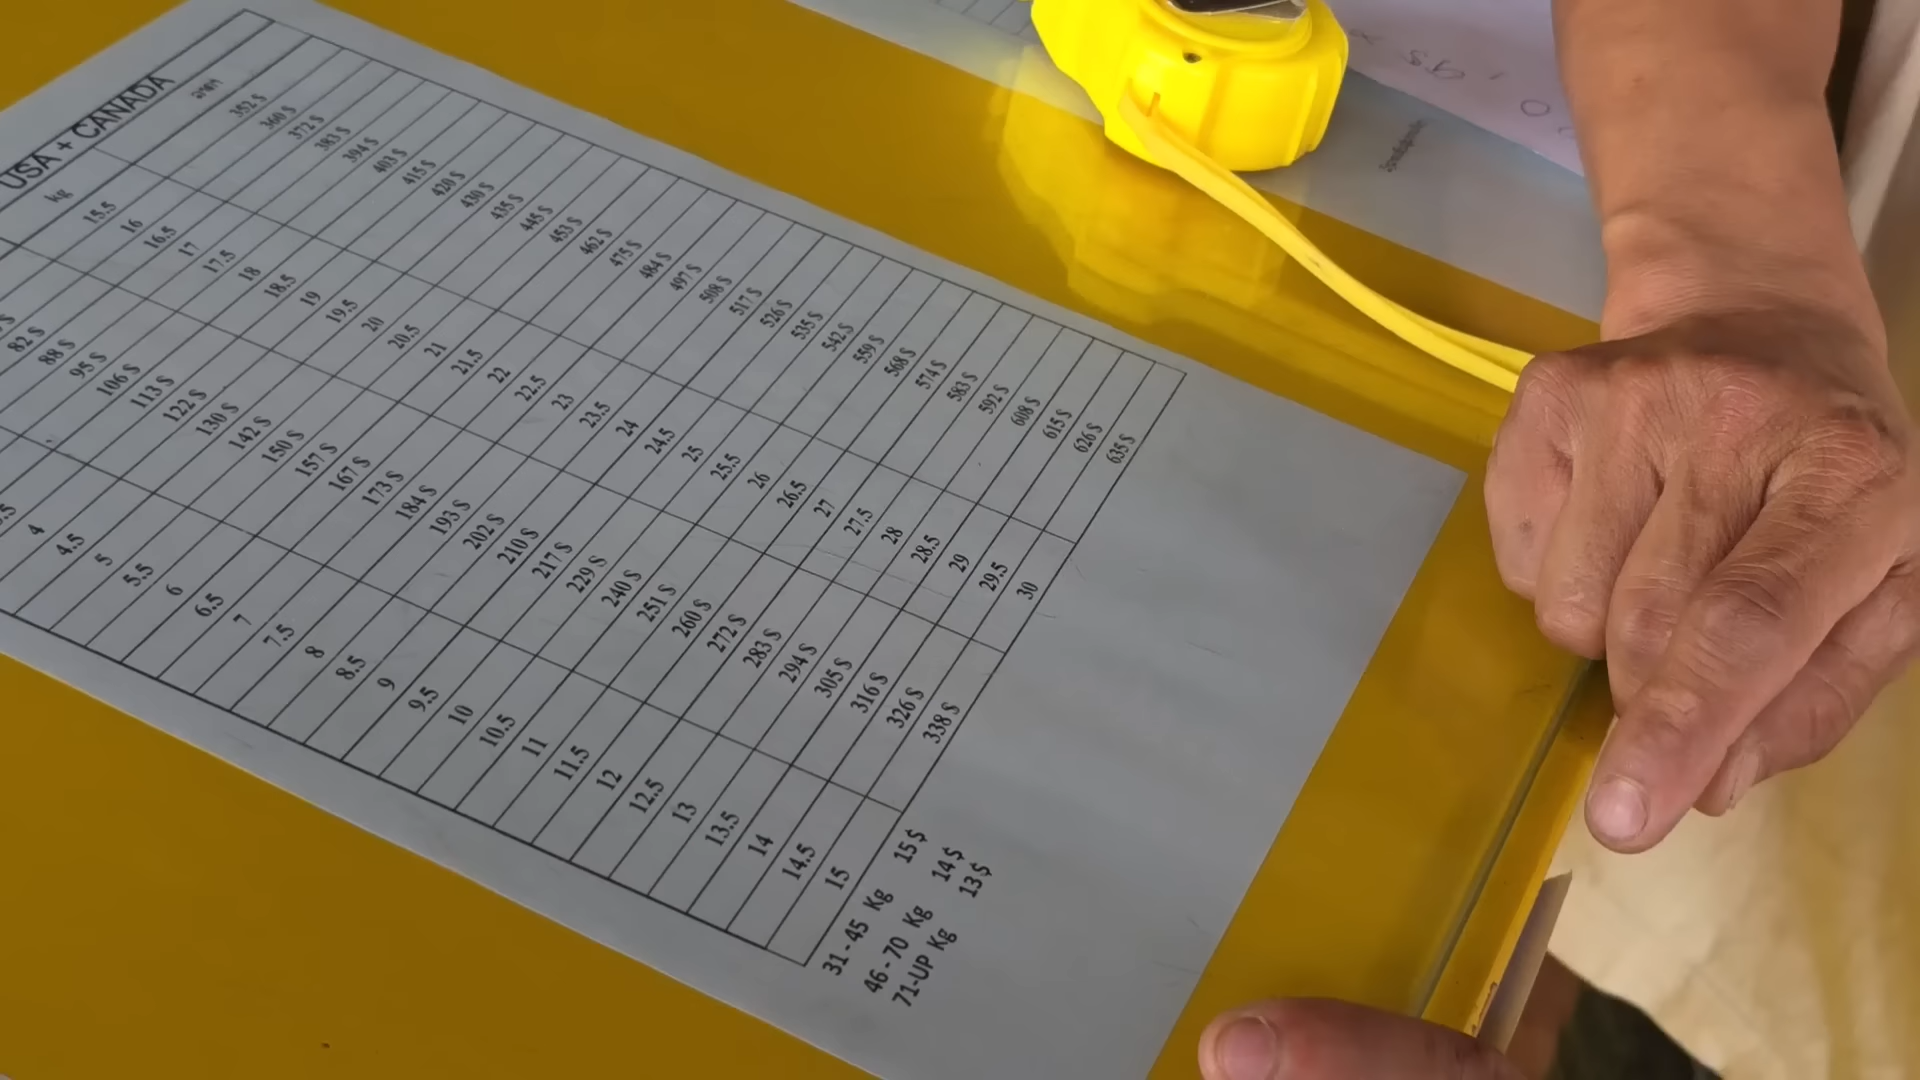 USA + CANADA
kg
15.5 352 $
16 360 $
82 $ 16.5 372 $
88 $ 17 383 $
95 $ 17.5 394 $
106 $ 18 403 $
113 $ 18.5 415 $
4 122 $ 19 420 $
4.5 130 $ 19.5 430 $
5 142 $ 20 435 $
5.5 150 $ 20.5 445 $
6 157 $ 21 453 $
6.5 167 $ 21.5 462 $
7 173 $ 22 475 $
7.5 184 $ 22.5 484 $
8 193 $ 23 497 $
8.5 202 $ 23.5 508 $
9 210 $ 24 517 $
9.5 217 $ 24.5 526 $
10 229 $ 25 535 $
10.5 240 $ 25.5 542 $
11 251 $ 26 559 $
11.5 260 $ 26.5 568 $
12 272 $ 27 574 $
12.5 283 $ 27.5 583 $
13 294 $ 28 592 $
13.5 305 $ 28.5 608 $
14 316 $ 29 615 $
14.5 326 $ 29.5 626 $
15 338 $ 30 635 $
31 - 45 Kg 15 $
46 - 70 Kg 14 $
71-UP Kg 13 $